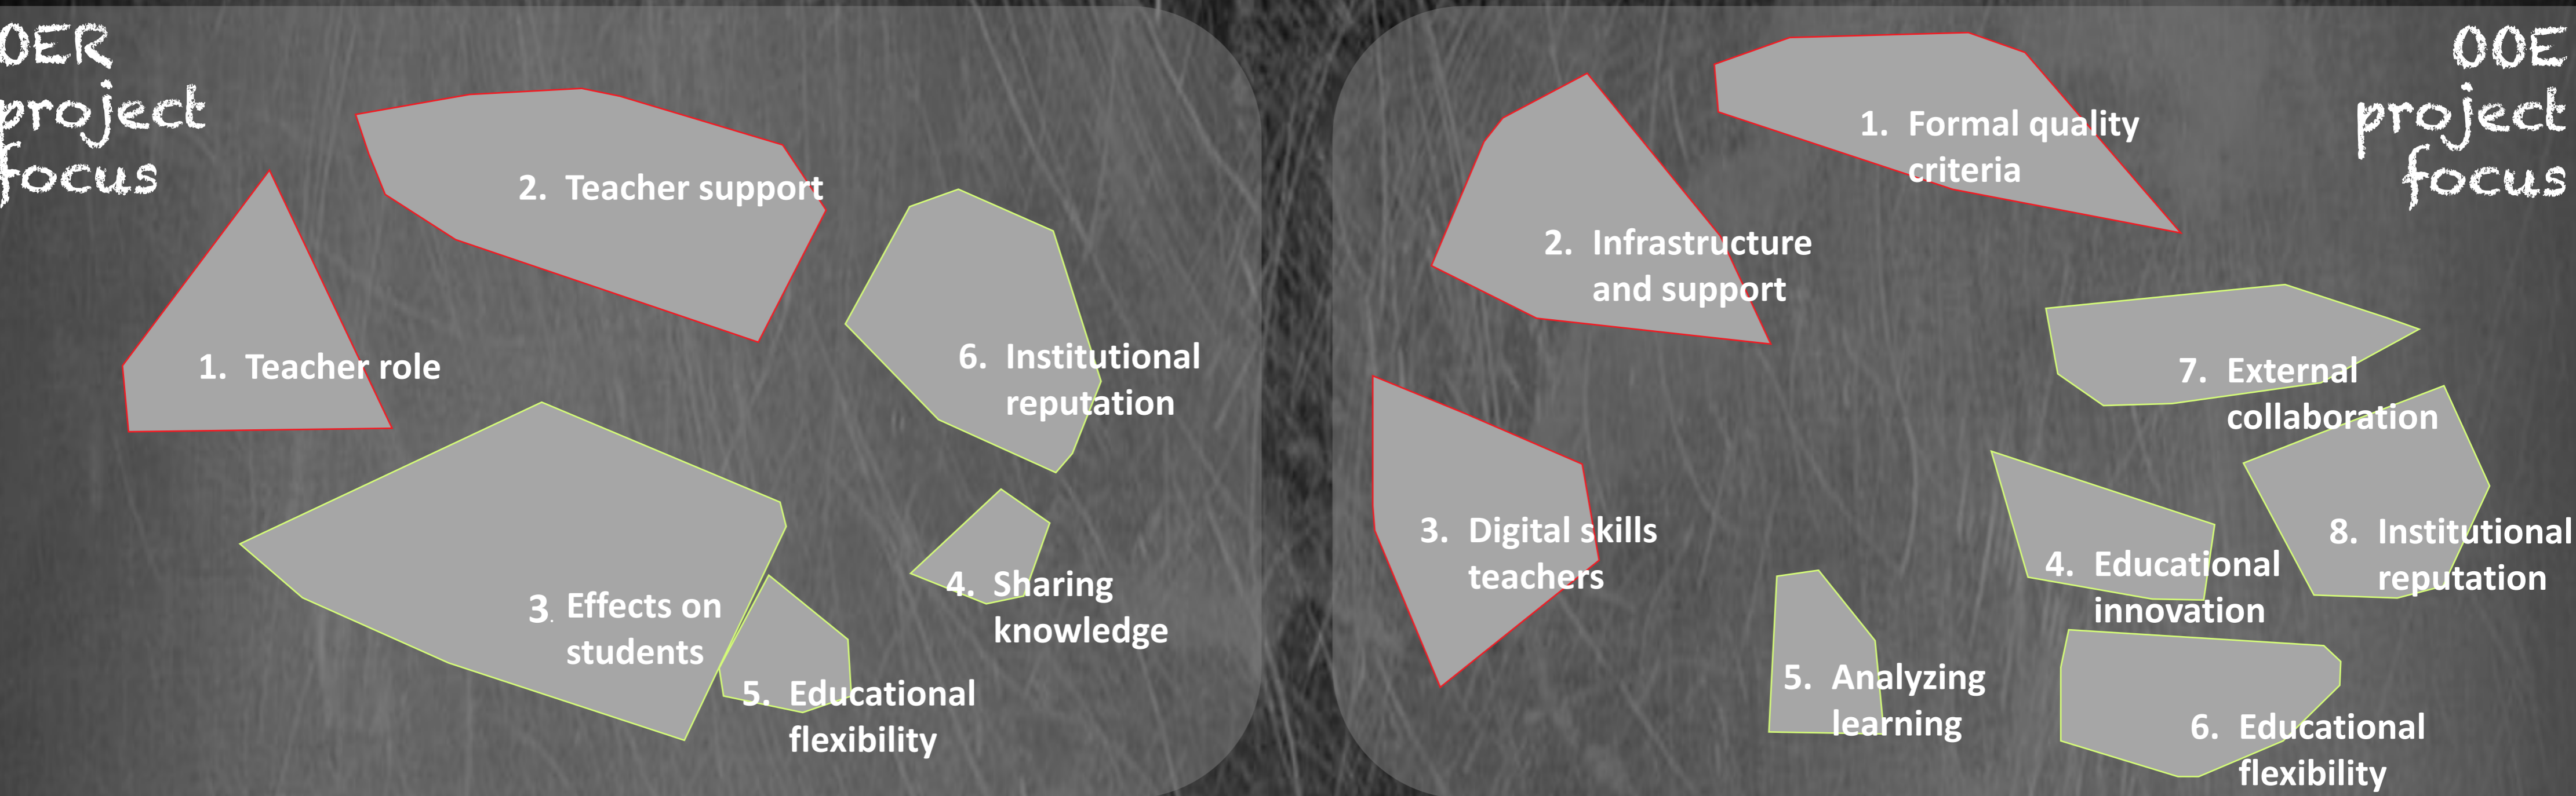 OER
project
focus
1. Teacher role
2. Teacher support
3. Effects on
students
4. Sharing
knowledge
5. Educational
flexibility
6. Institutional
reputation
OOE
project
focus
1. Formal quality
criteria
2. Infrastructure
and support
3. Digital skills
teachers
4. Educational
innovation
5. Analyzing
learning
6. Educational
flexibility
7. External
collaboration
8. Institutional
reputation